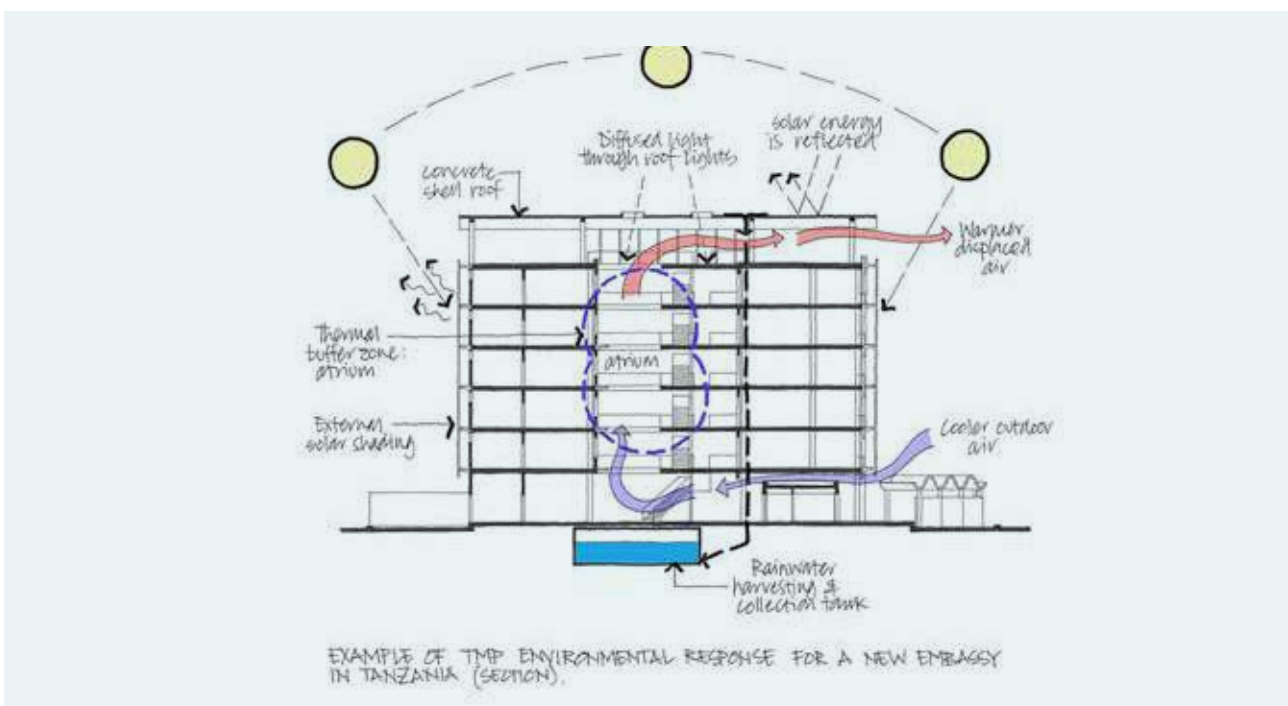 Diffused light
through roof lights
solar energy
is reflected
concrete
shell roof
Warmer
displaced
air
Thermal
buffer zone:
atrium
atrium
External
solar shading
Cooler outdoor
air
Rainwater
harvesting &
collection tank
EXAMPLE OF TMP ENVIRONMENTAL RESPONSE FOR A NEW EMBASSY
IN TANZANIA (SECTION).